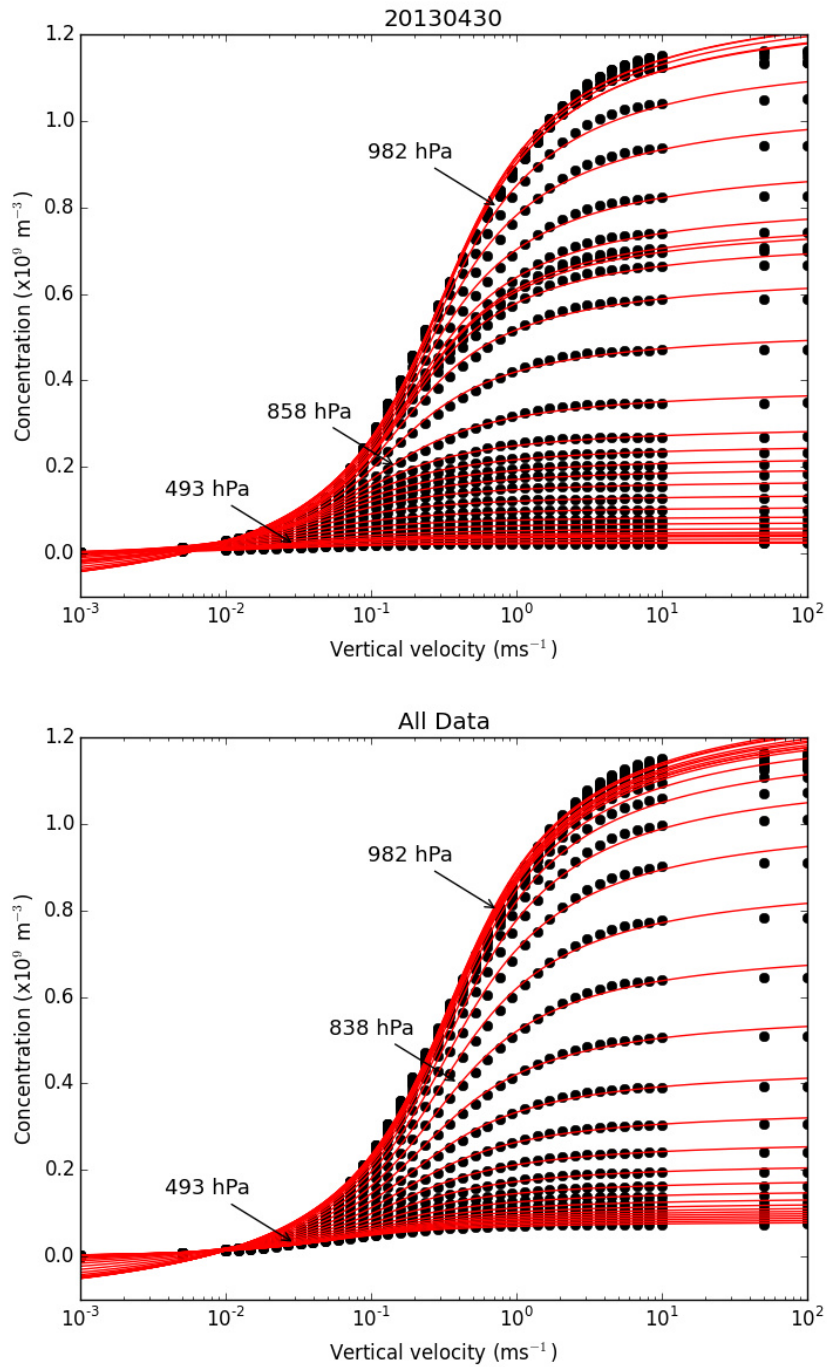 20130430
1.2
1.0
0.8
0.6
0.4
0.2
0.0
Concentration (x10⁹ m⁻³)
982 hPa
858 hPa
493 hPa
10⁻³ 10⁻² 10⁻¹ 10⁰ 10¹ 10²
Vertical velocity (ms⁻¹)
All Data
1.2
1.0
0.8
0.6
0.4
0.2
0.0
Concentration (x10⁹ m⁻³)
982 hPa
838 hPa
493 hPa
10⁻³ 10⁻² 10⁻¹ 10⁰ 10¹ 10²
Vertical velocity (ms⁻¹)